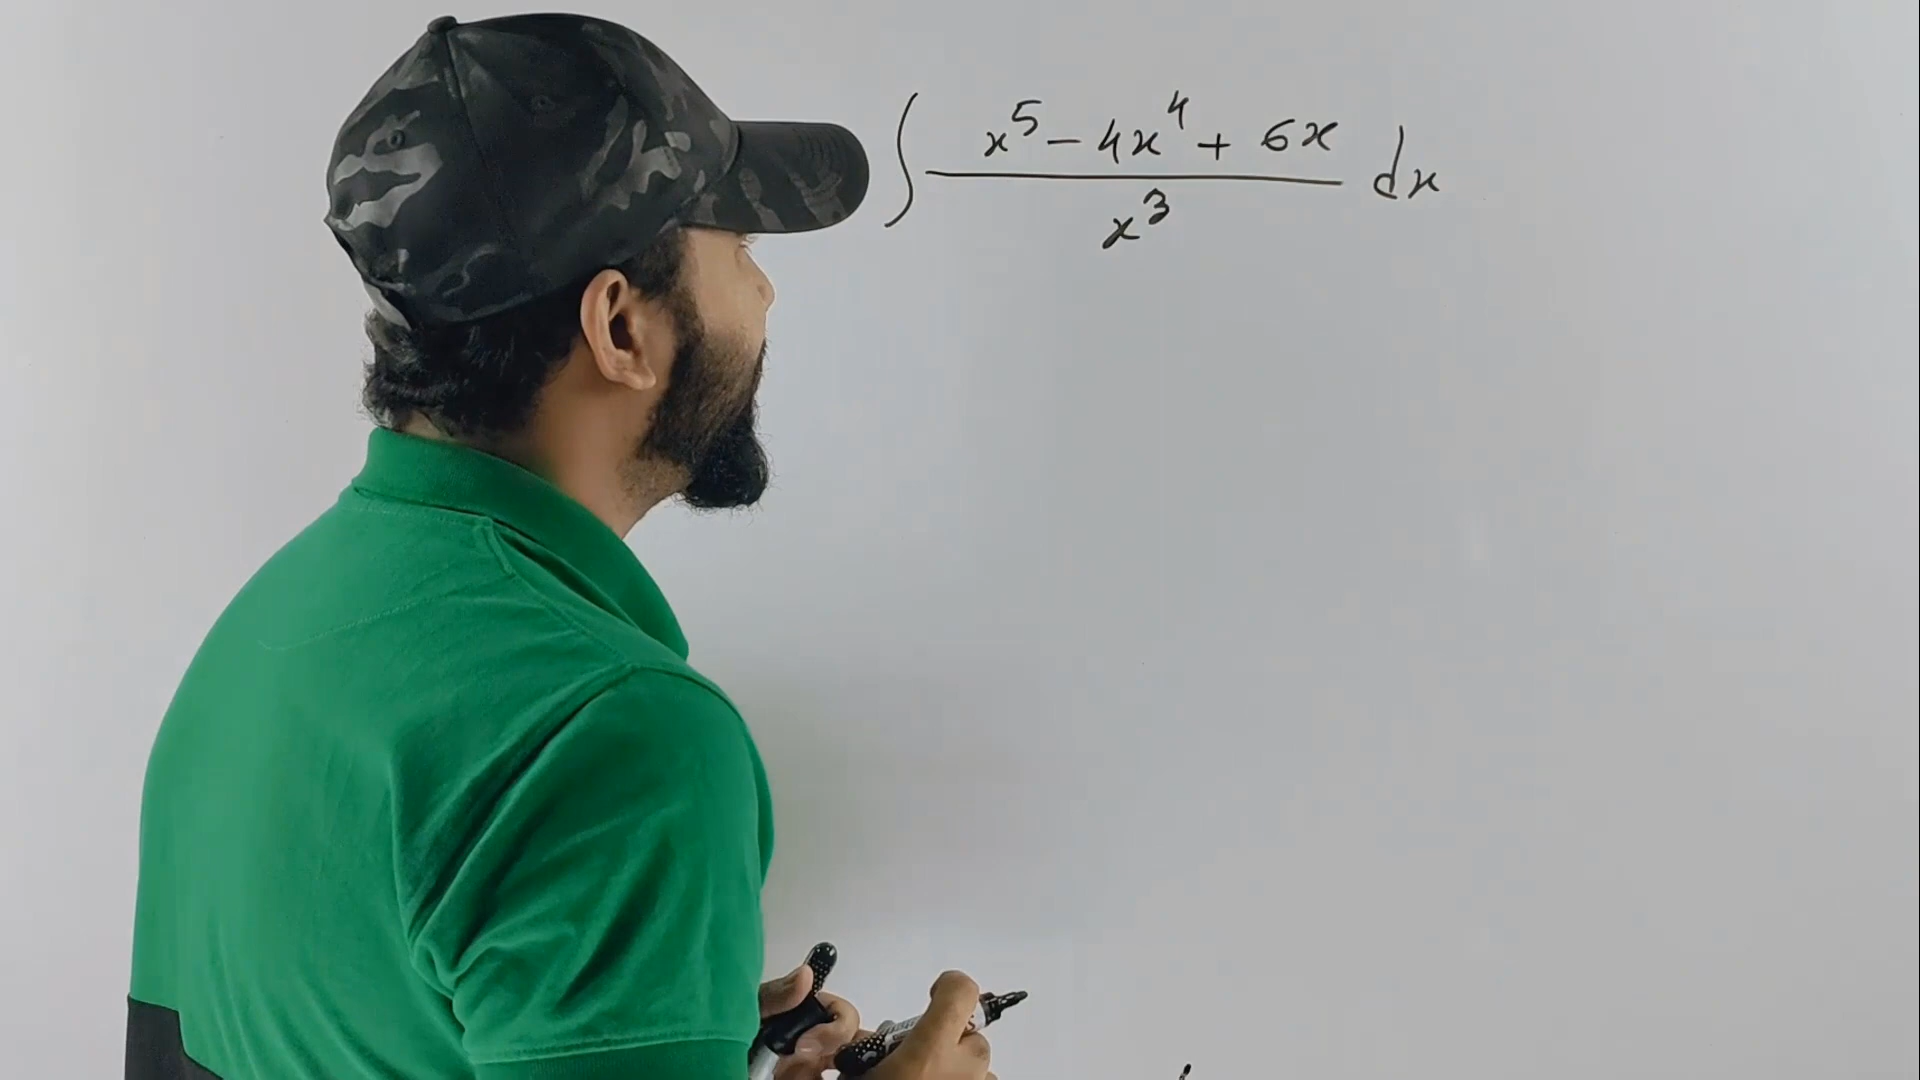 ∫ (x⁵ - 4x⁴ + 6x) / x³ dx